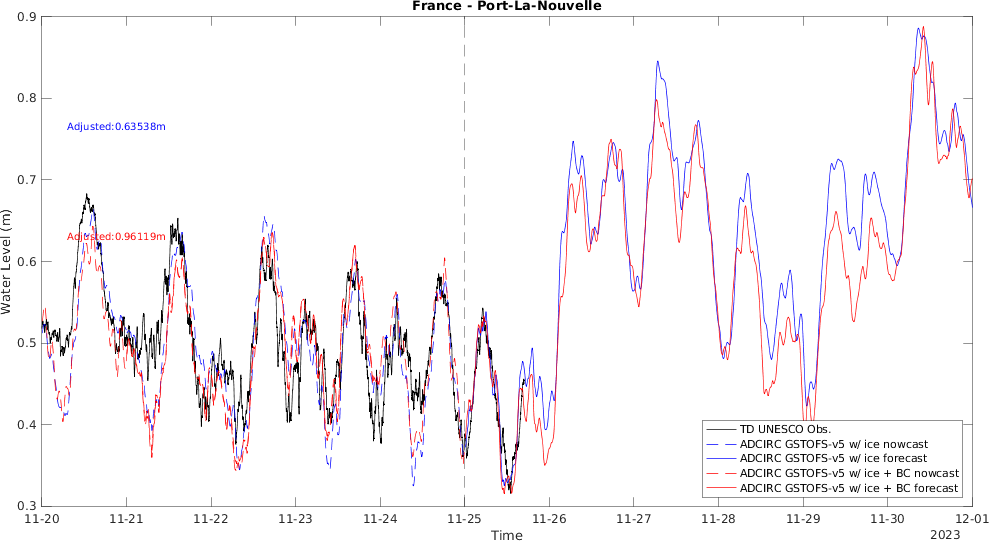 France - Port-La-Nouvelle
0.9
0.8
0.7
0.6
0.5
0.4
0.3
Water Level (m)
Adjusted:0.63538m
Adjusted:0.96119m
TD UNESCO Obs.
ADCIRC GSTOFS-v5 w/ ice nowcast
ADCIRC GSTOFS-v5 w/ ice forecast
ADCIRC GSTOFS-v5 w/ ice + BC nowcast
ADCIRC GSTOFS-v5 w/ ice + BC forecast
11-20 11-21 11-22 11-23 11-24 11-25 11-26 11-27 11-28 11-29 11-30 12-01
Time
2023